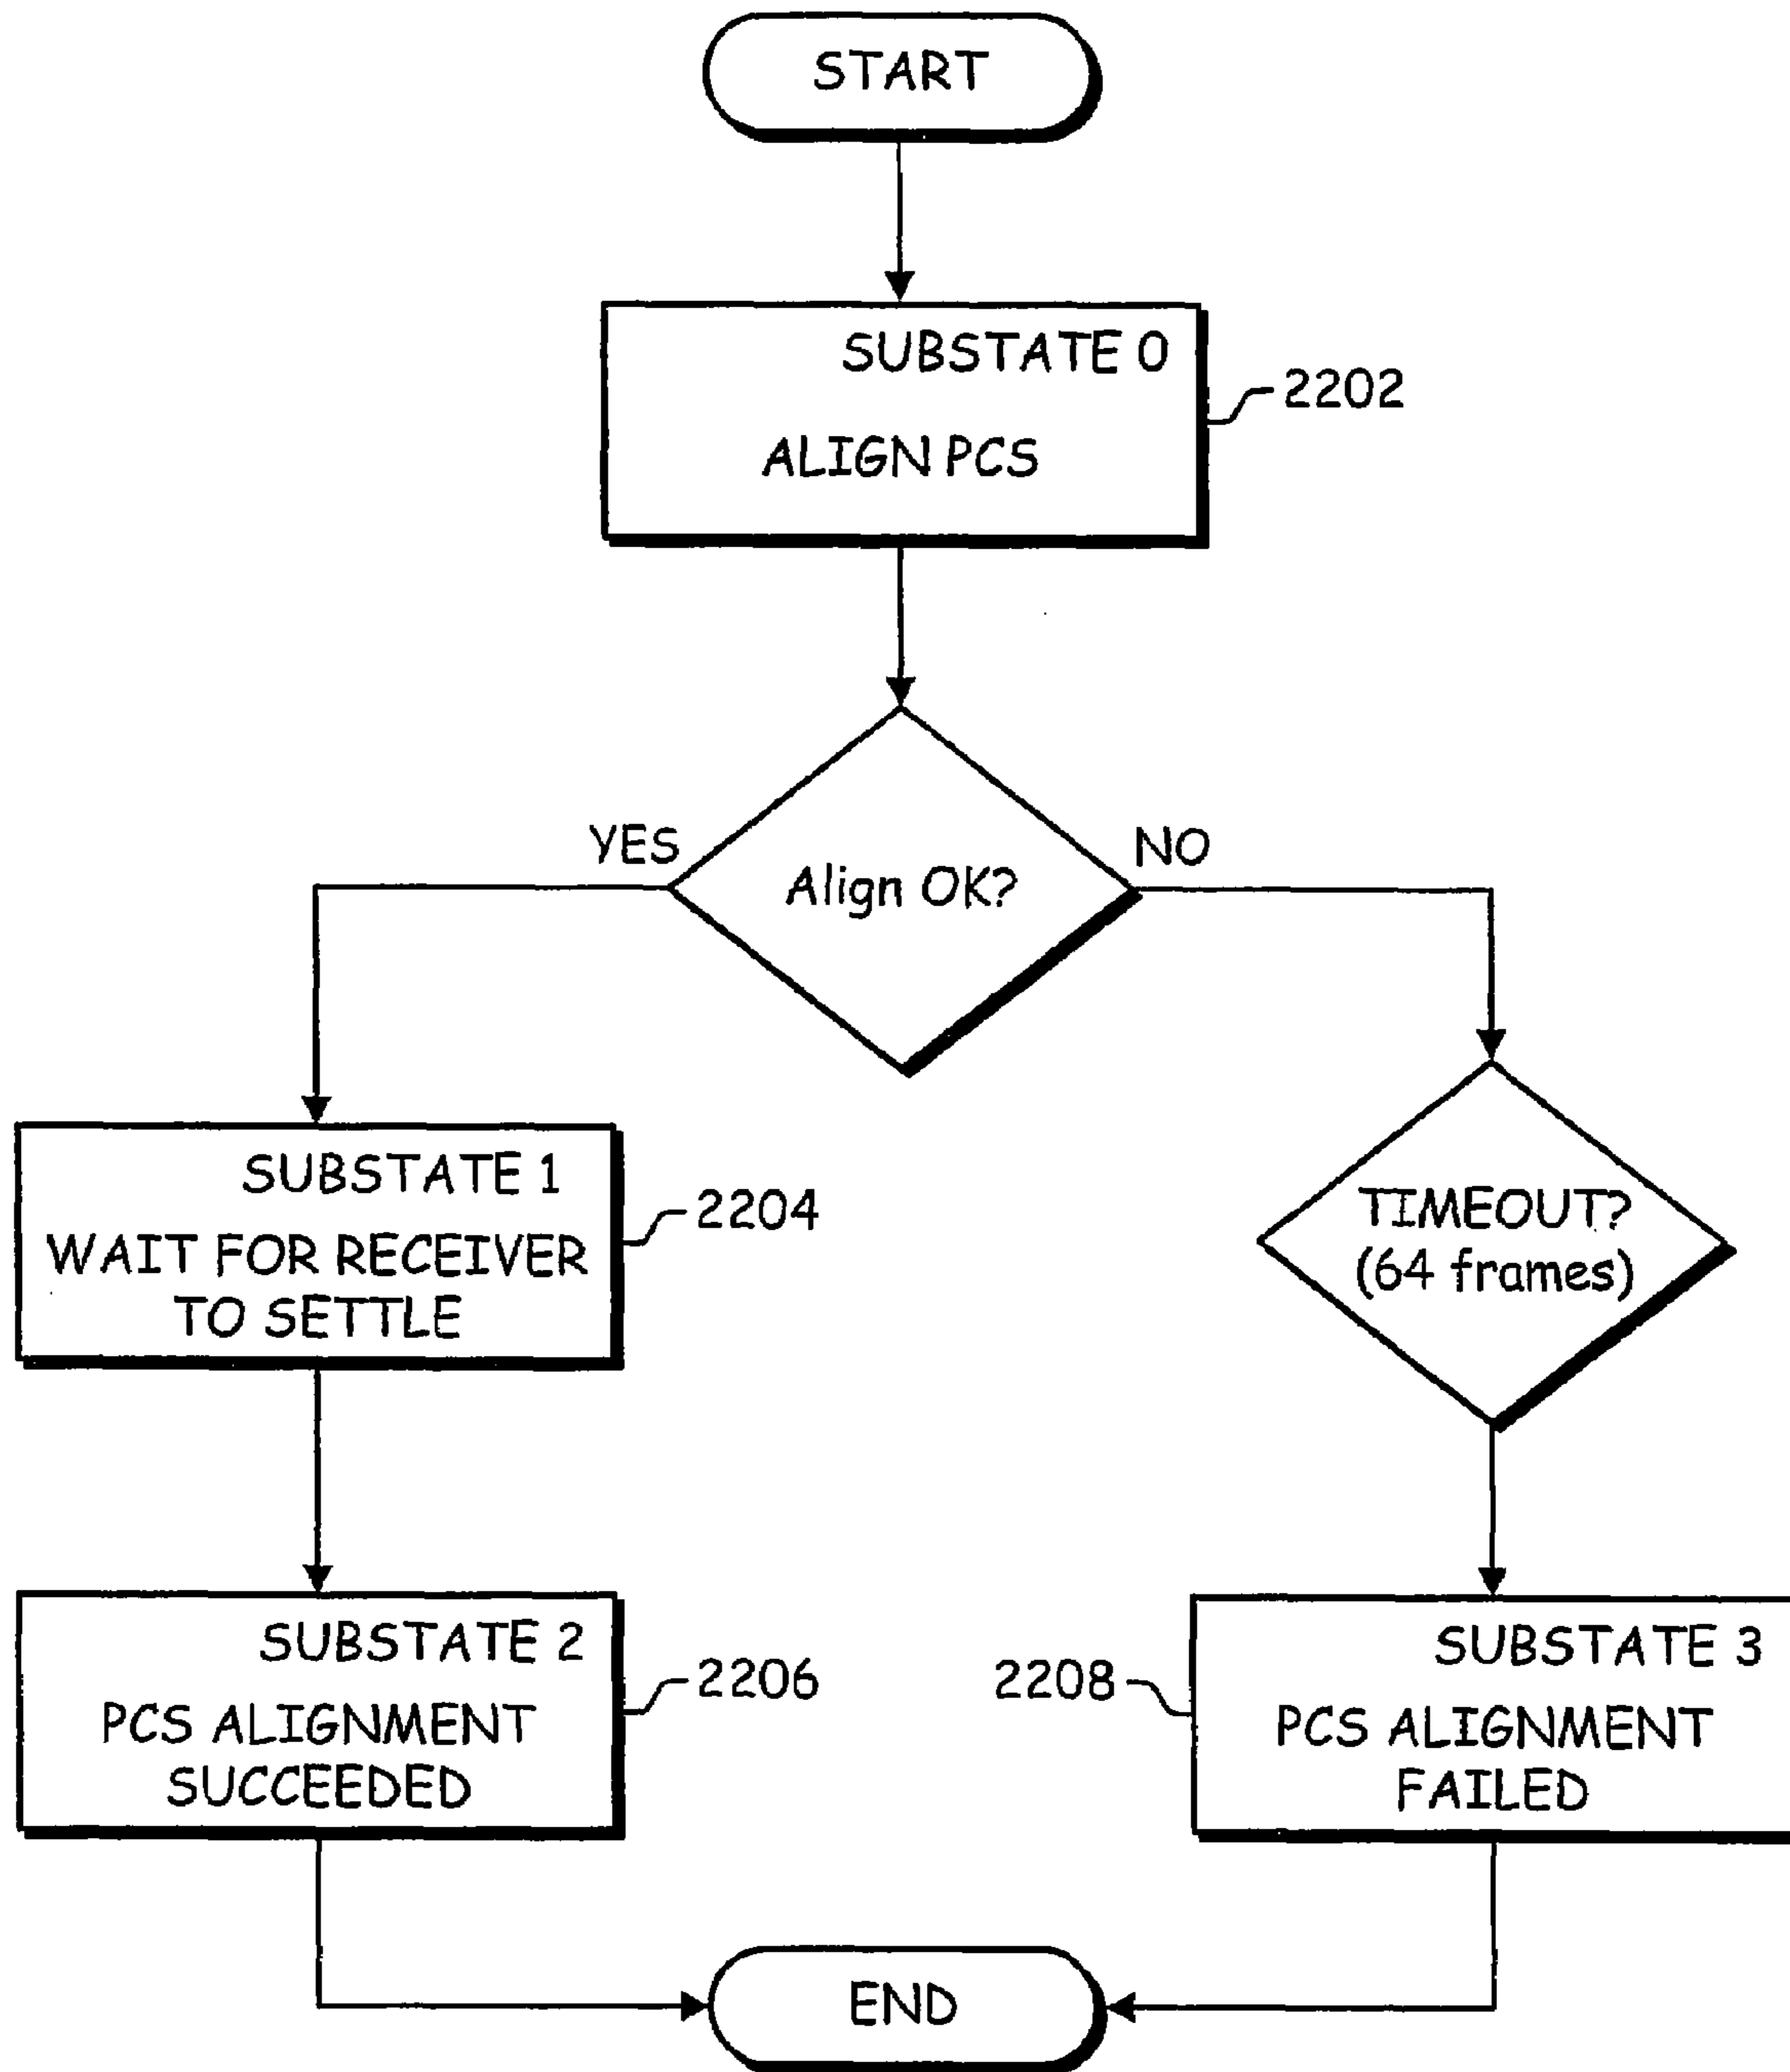 START
SUBSTATE 0
ALIGN PCS
2202
YES
Align OK?
NO
SUBSTATE 1
WAIT FOR RECEIVER
TO SETTLE
2204
TIMEOUT?
(64 frames)
SUBSTATE 2
PCS ALIGNMENT
SUCCEEDED
2206
2208
SUBSTATE 3
PCS ALIGNMENT
FAILED
END